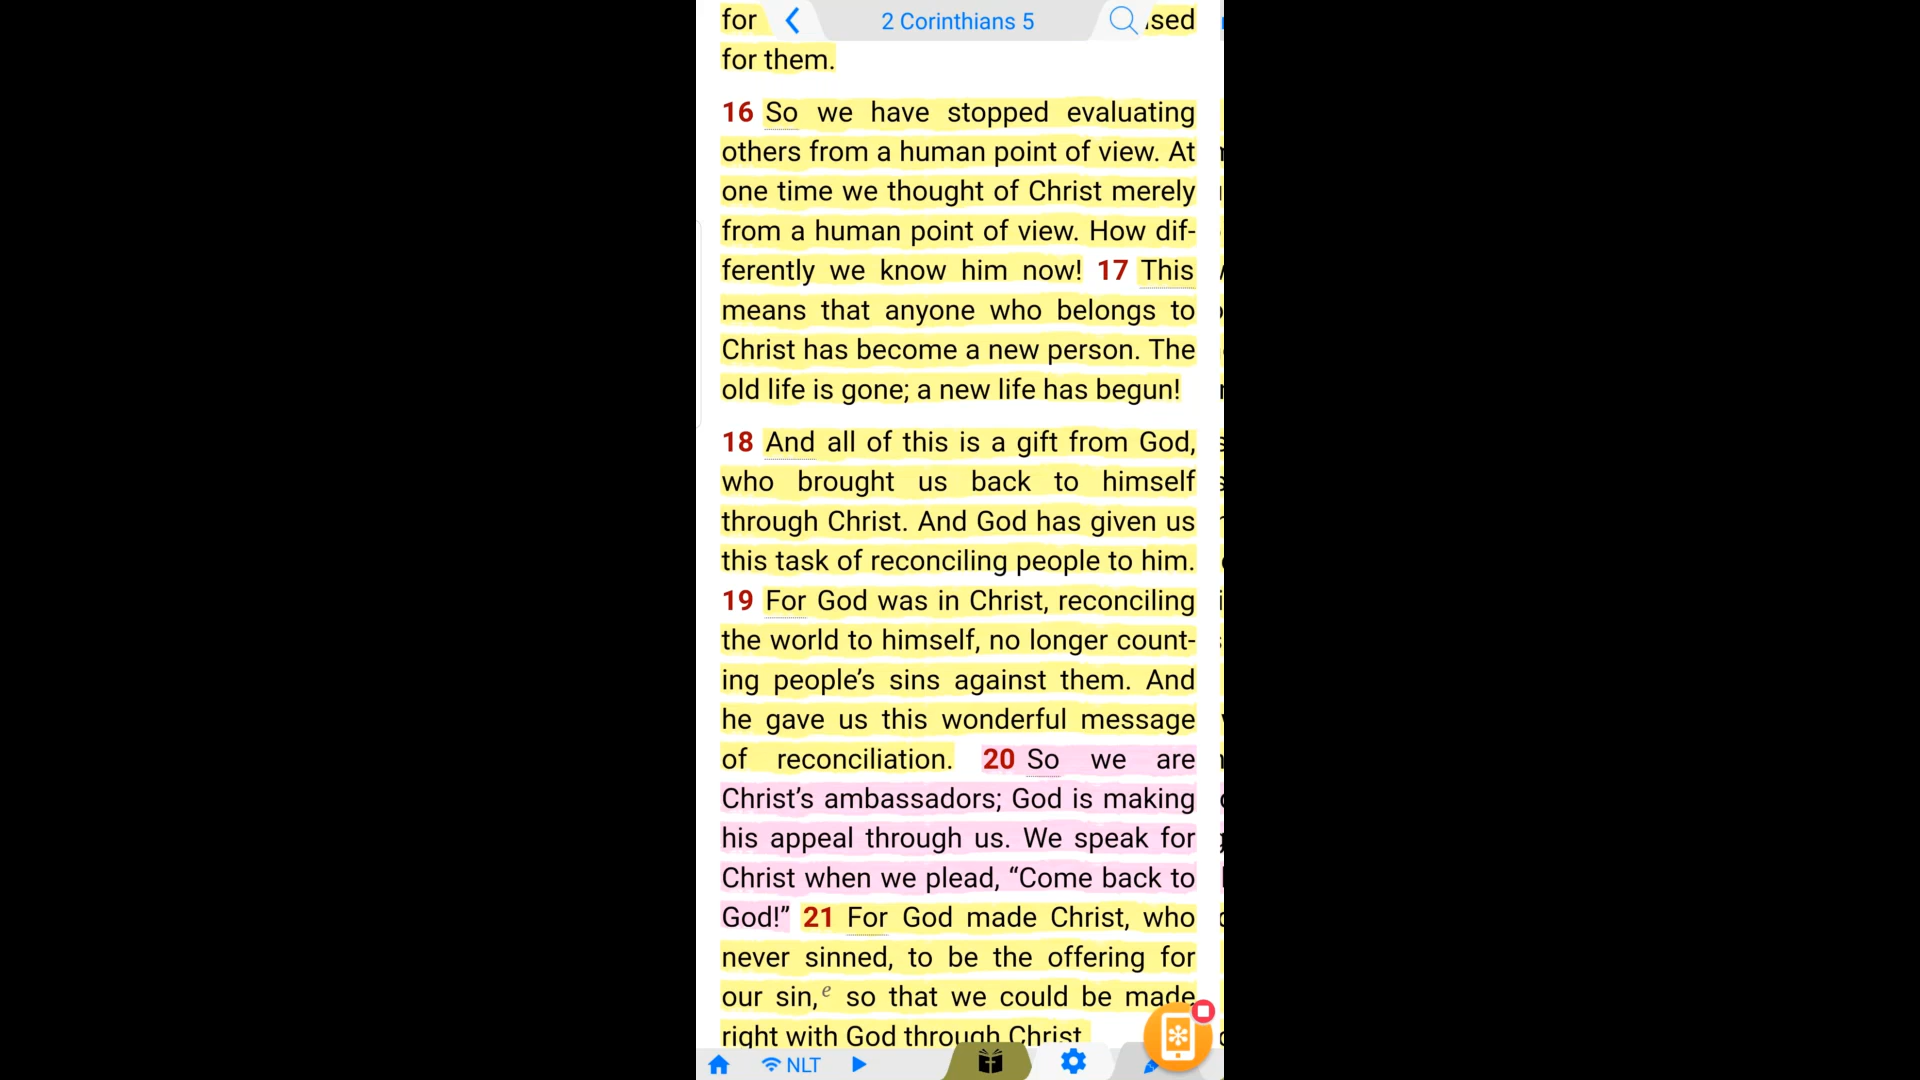 for
2 Corinthians 5
sed
for them.
16 So we have stopped evaluating
others from a human point of view. At
one time we thought of Christ merely
from a human point of view. How dif-
ferently we know him now! 17 This
means that anyone who belongs to
Christ has become a new person. The
old life is gone; a new life has begun!
18 And all of this is a gift from God,
who brought us back to himself
through Christ. And God has given us
this task of reconciling people to him.
19 For God was in Christ, reconciling
the world to himself, no longer count-
ing people’s sins against them. And
he gave us this wonderful message
of reconciliation. 20 So we are
Christ’s ambassadors; God is making
his appeal through us. We speak for
Christ when we plead, “Come back to
God!” 21 For God made Christ, who
never sinned, to be the offering for
our sin,e so that we could be made
right with God through Christ
NLT